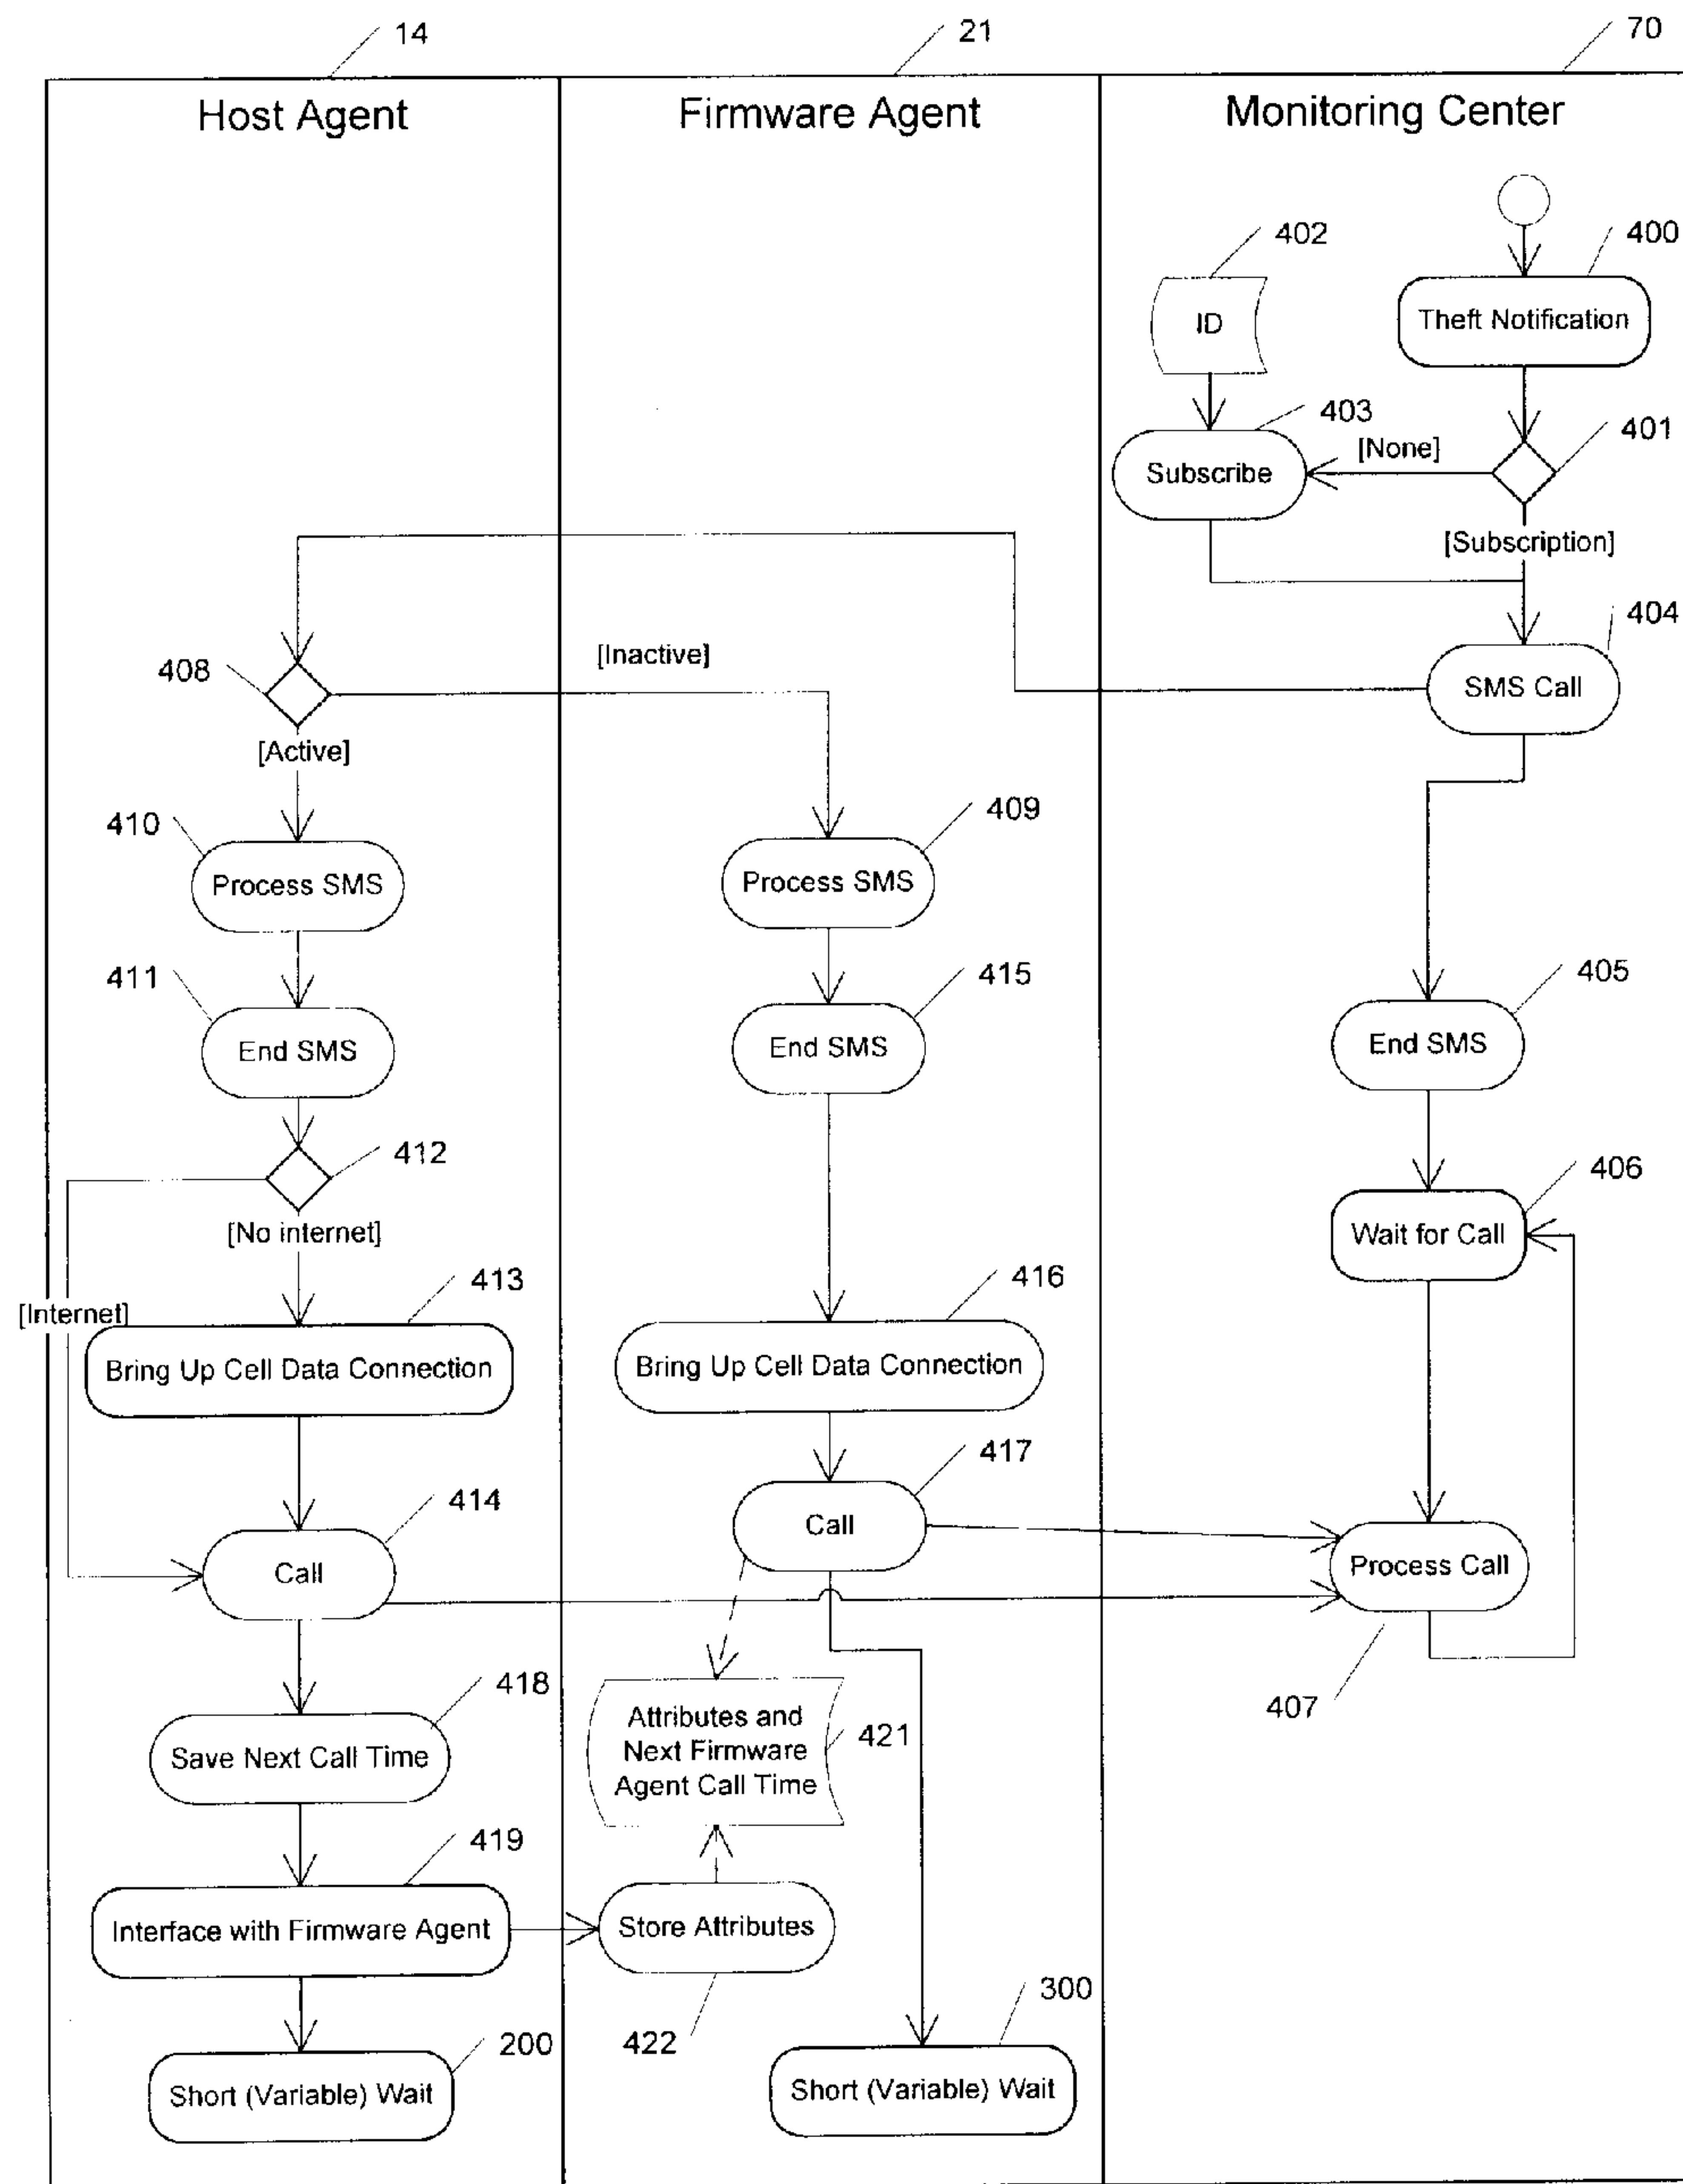 14
21
70
Host Agent
Firmware Agent
Monitoring Center
402
400
ID
Theft Notification
403
401
[None]
Subscribe
[Subscription]
404
408
[Inactive]
SMS Call
[Active]
410
409
Process SMS
Process SMS
411
415
405
End SMS
End SMS
End SMS
412
406
[No internet]
Wait for Call
413
416
[Internet]
Bring Up Cell Data Connection
Bring Up Cell Data Connection
417
414
Call
Call
Process Call
418
407
Attributes and
Next Firmware
Agent Call Time
421
Save Next Call Time
419
Interface with Firmware Agent
Store Attributes
300
200
422
Short (Variable) Wait
Short (Variable) Wait